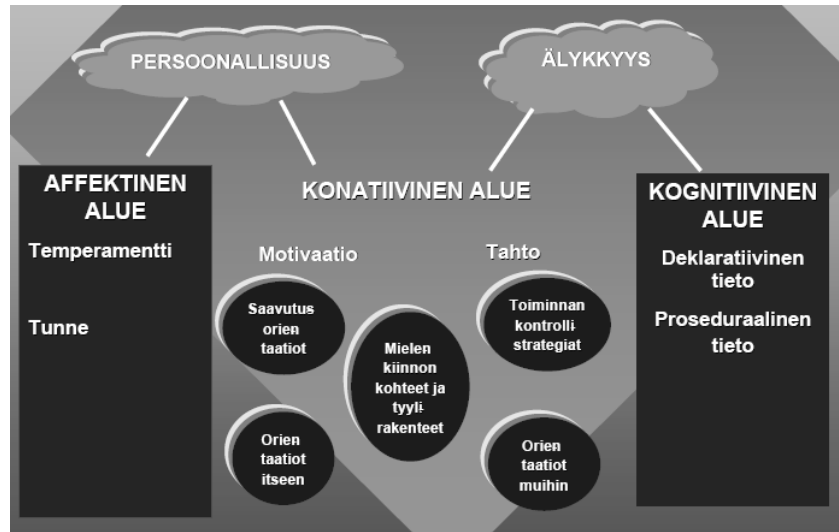 PERSOONALLISUUS
ÄLYKKYYS
AFFEKTINEN
ALUE
Temperamentti
Tunne
KONATIIVINEN ALUE
Motivaatio
Tahto
Saavutus
orien
taatiot
Mielen
kiinnon
kohteet ja
tyyli-
rakenteet
Toiminnan
kontrolli-
strategiat
Orien
taatiot
itseen
Orien
taatiot
muihin
KOGNITIIVINEN
ALUE
Deklaratiivinen
tieto
Proseduraalinen
tieto